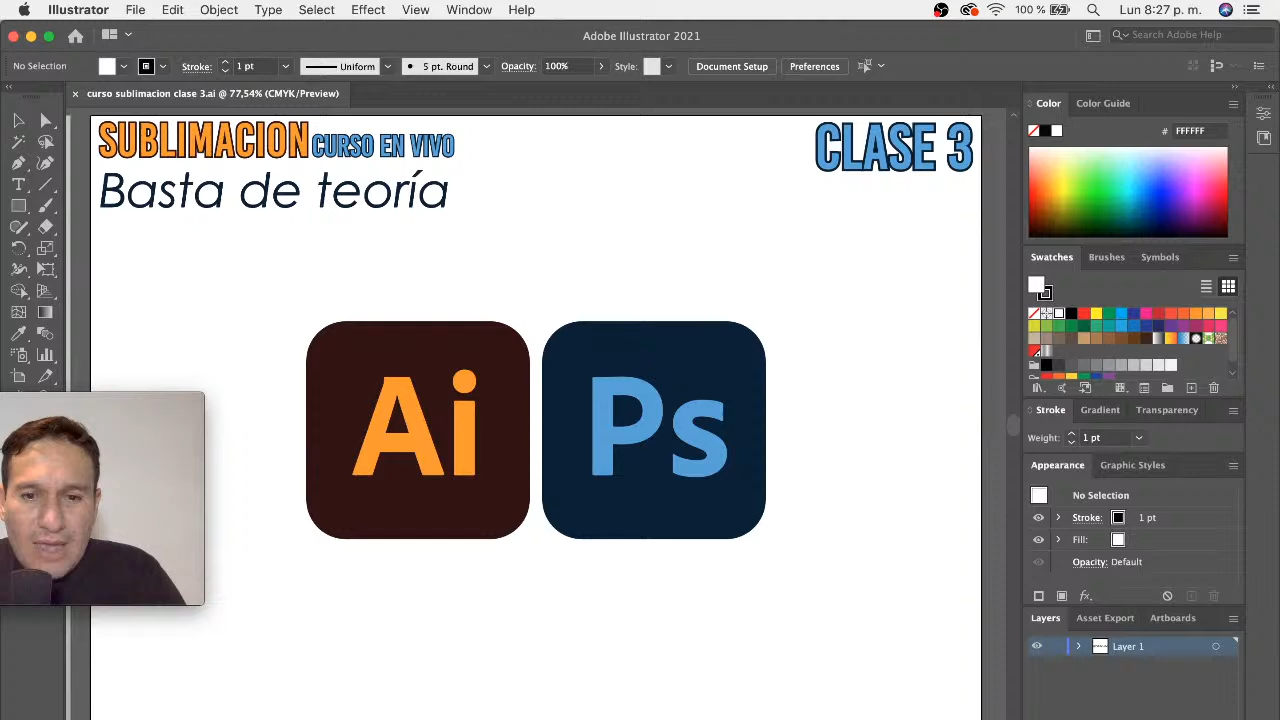 Illustrator File Edit Object Type Select Effect View Window Help 100 % Lun 8:27 p. m.
Adobe Illustrator 2021 Search Adobe Help
No Selection Stroke: 1 pt Uniform 5 pt. Round Opacity: 100% Style: Document Setup Preferences
× curso sublimacion clase 3.ai @ 77,54% (CMYK/Preview)
SUBLIMACION CURSO EN VIVO CLASE 3
Basta de teoría
Ai Ps
Color Color Guide
# FFFFFF
Swatches Brushes Symbols
Stroke Gradient Transparency
Weight: 1 pt
Appearance Graphic Styles
No Selection
Stroke: 1 pt
Fill:
Opacity: Default
fx.
Layers Asset Export Artboards
Layer 1